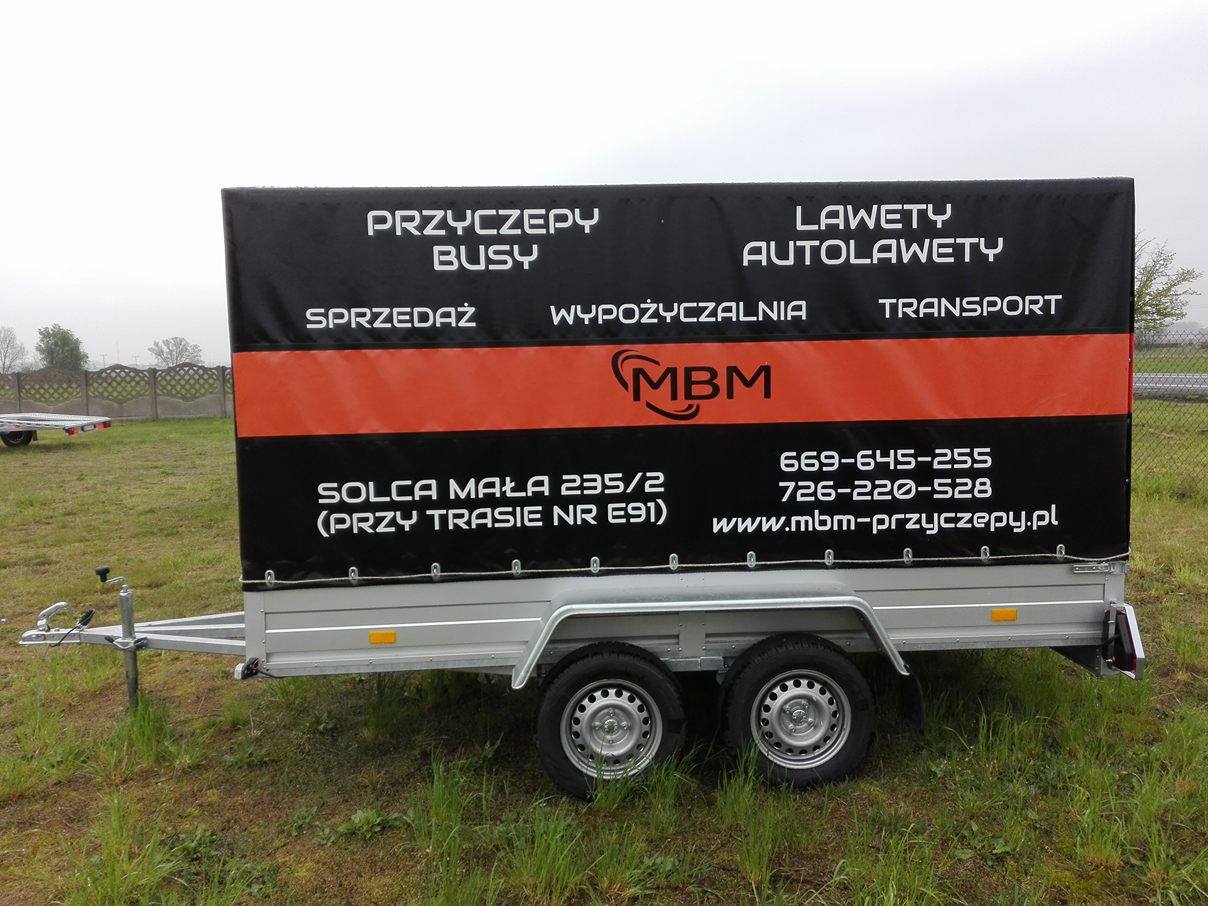 PRZYCZEPY
BUSY
LAWETY
AUTOLAWETY
SPRZEDAŻ WYPOŻYCZALNIA TRANSPORT
MBM
SOLCA MAŁA 235/2
(PRZY TRASIE NR E91)
669-645-255
726-220-528
www.mbm-przyczepy.pl